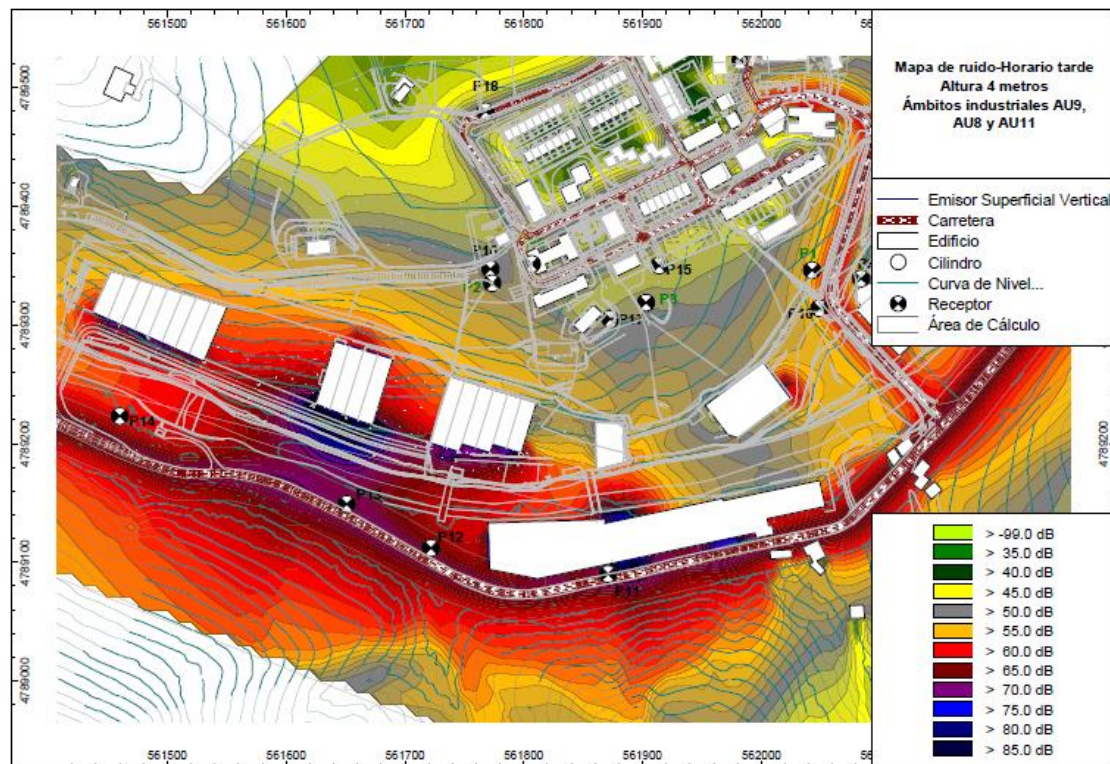 561500
561600
561700
561800
561900
562000
Mapa de ruido-Horario tarde
Altura 4 metros
Ámbitos industriales AU9,
AU8 y AU11
Emisor Superficial Vertical
Carretera
Edificio
Cilindro
Curva de Nivel...
Receptor
Área de Cálculo
4789500
4789400
4789300
4789200
4789100
4789000
4789200
P18
P15
P1
P3
P14
P12
P11
> -99.0 dB
> 35.0 dB
> 40.0 dB
> 45.0 dB
> 50.0 dB
> 55.0 dB
> 60.0 dB
> 65.0 dB
> 70.0 dB
> 75.0 dB
> 80.0 dB
> 85.0 dB
561500
561600
561700
561800
561900
562000